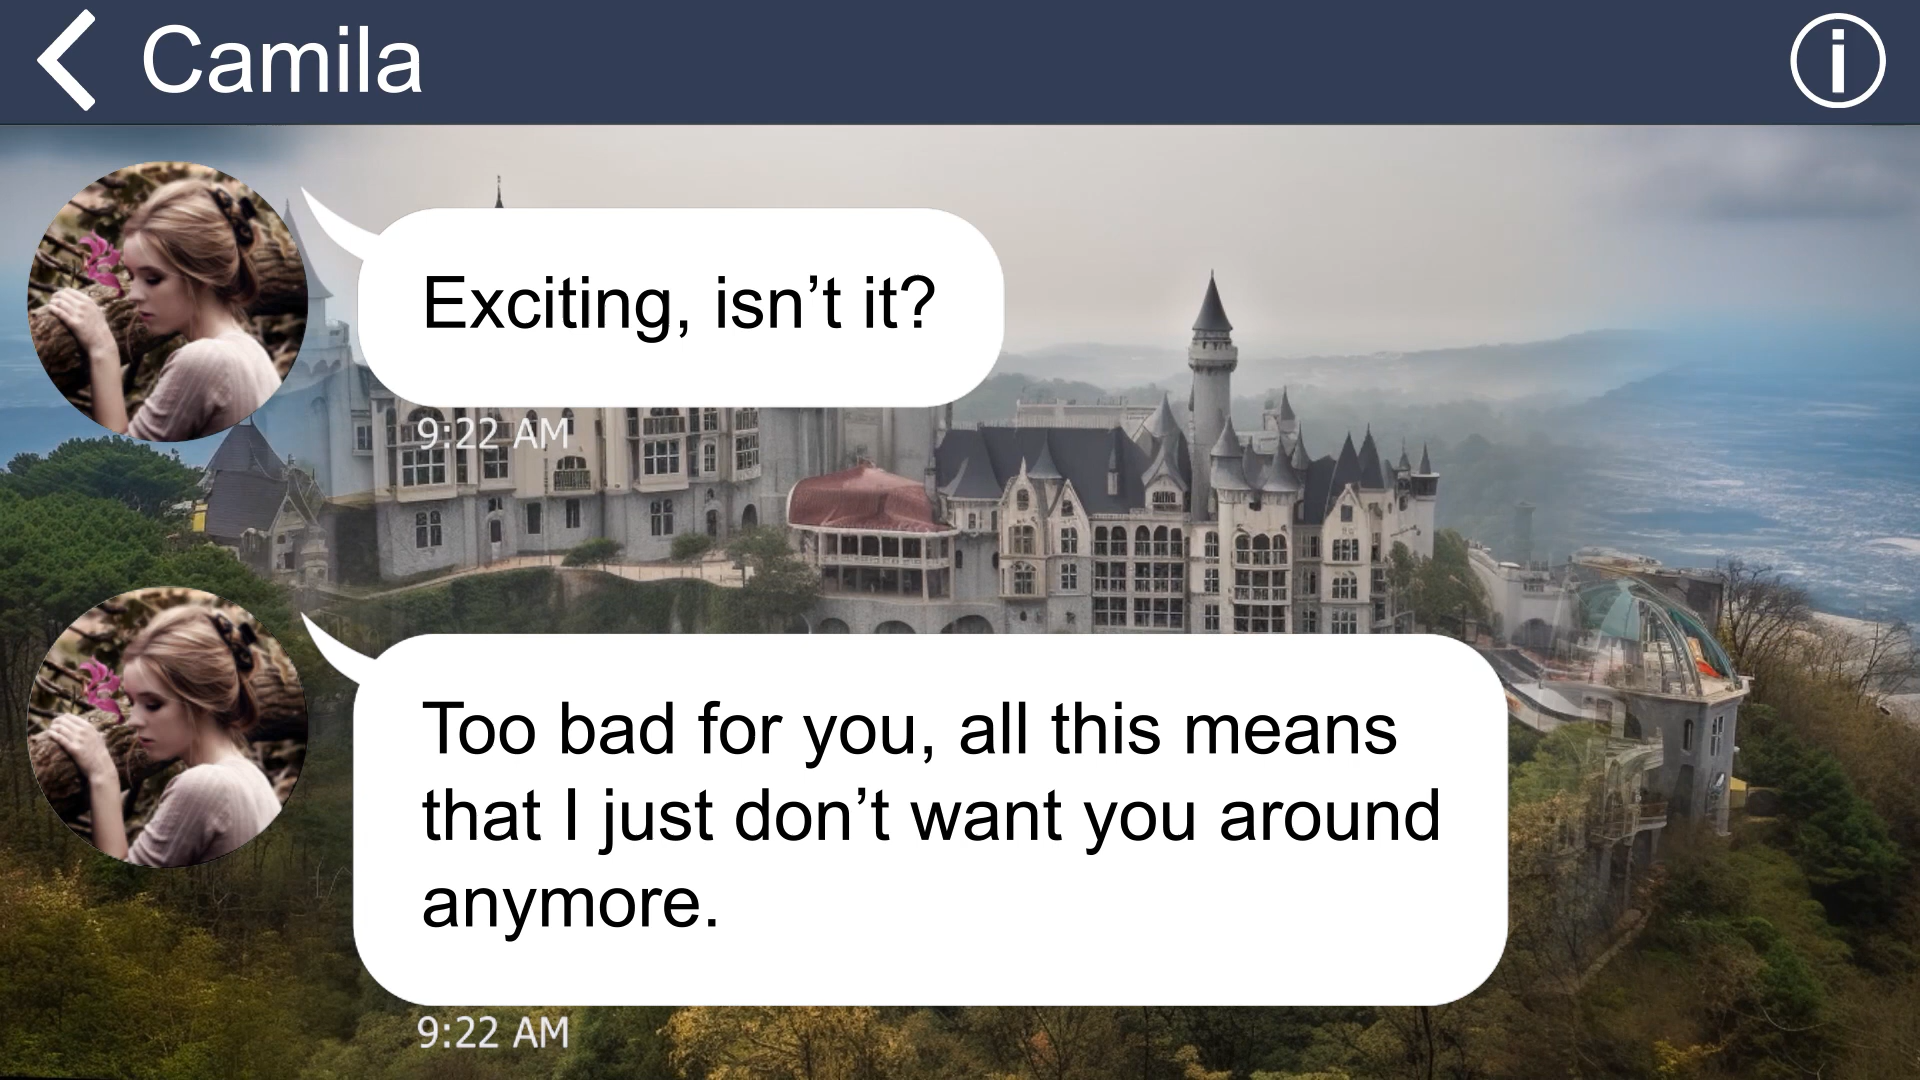 Camila
Exciting, isn’t it?
9:22 AM
Too bad for you, all this means
that I just don’t want you around
anymore.
9:22 AM